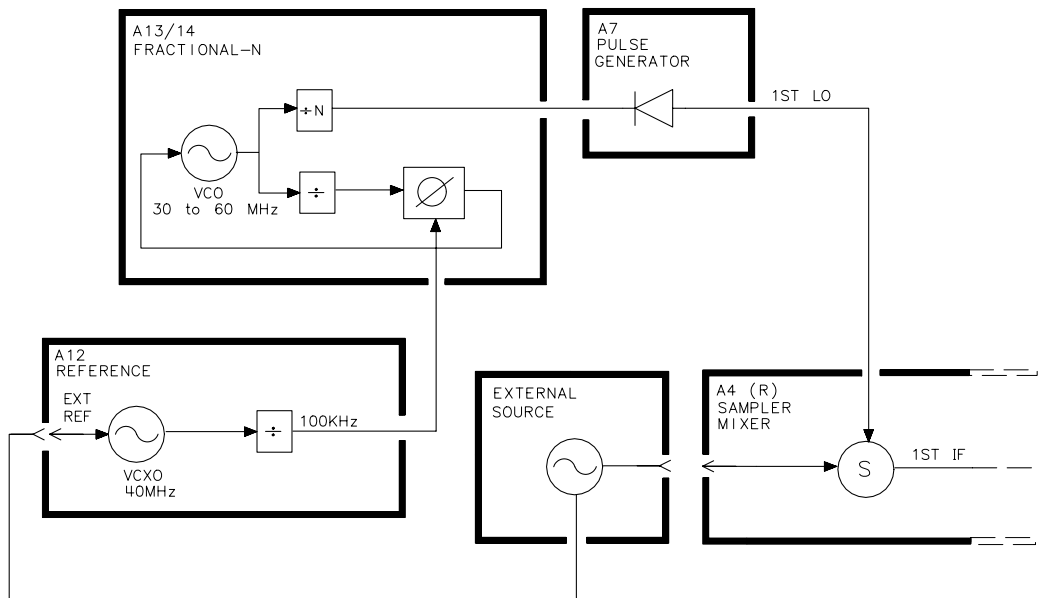 A13/14
FRACTIONAL-N
÷N
÷
VCO
30 to 60 MHz
A7
PULSE
GENERATOR
1ST LO
A12
REFERENCE
EXT
REF
÷
100KHz
VCXO
40MHz
EXTERNAL
SOURCE
A4 (R)
SAMPLER
MIXER
S
1ST IF